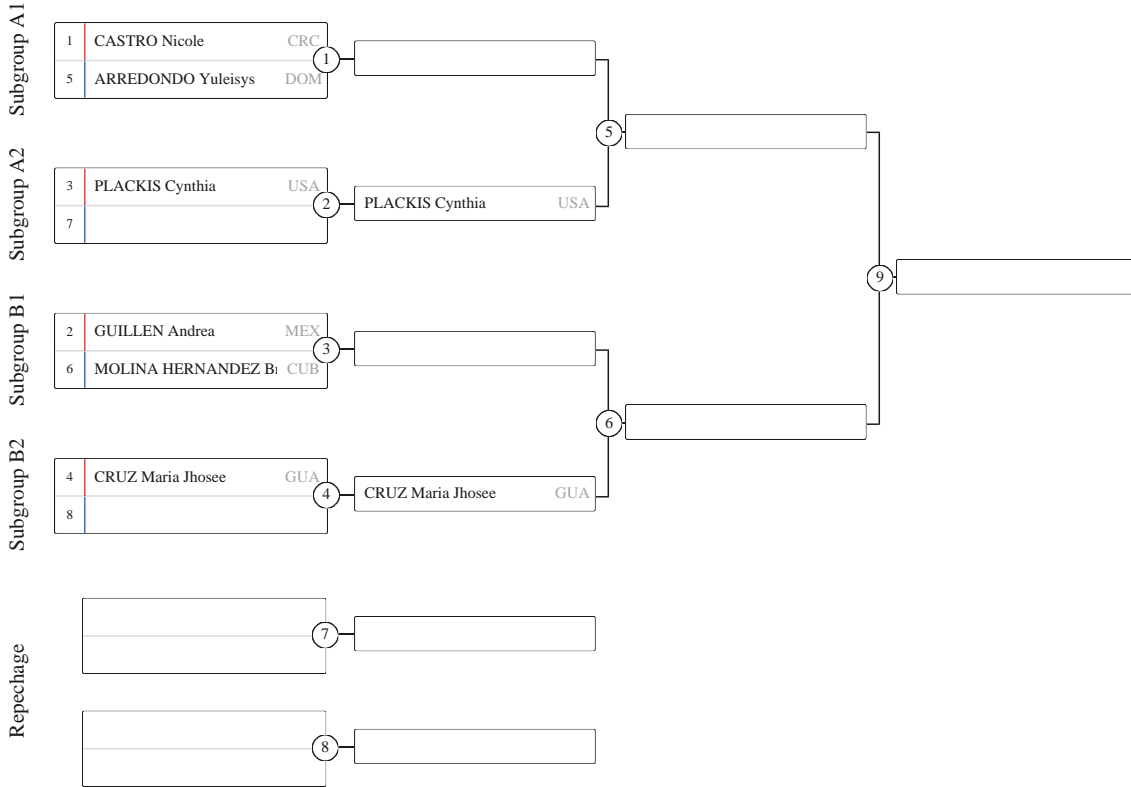 Subgroup A1
1 CASTRO Nicole CRC
5 ARREDONDO Yuleisys DOM
1
5
Subgroup A2
3 PLACKIS Cynthia USA
7
2
PLACKIS Cynthia USA
9
Subgroup B1
2 GUILLEN Andrea MEX
6 MOLINA HERNANDEZ CUB
3
6
Subgroup B2
4 CRUZ Maria Jhosee GUA
8
4
CRUZ Maria Jhosee GUA
Repechage
7
8